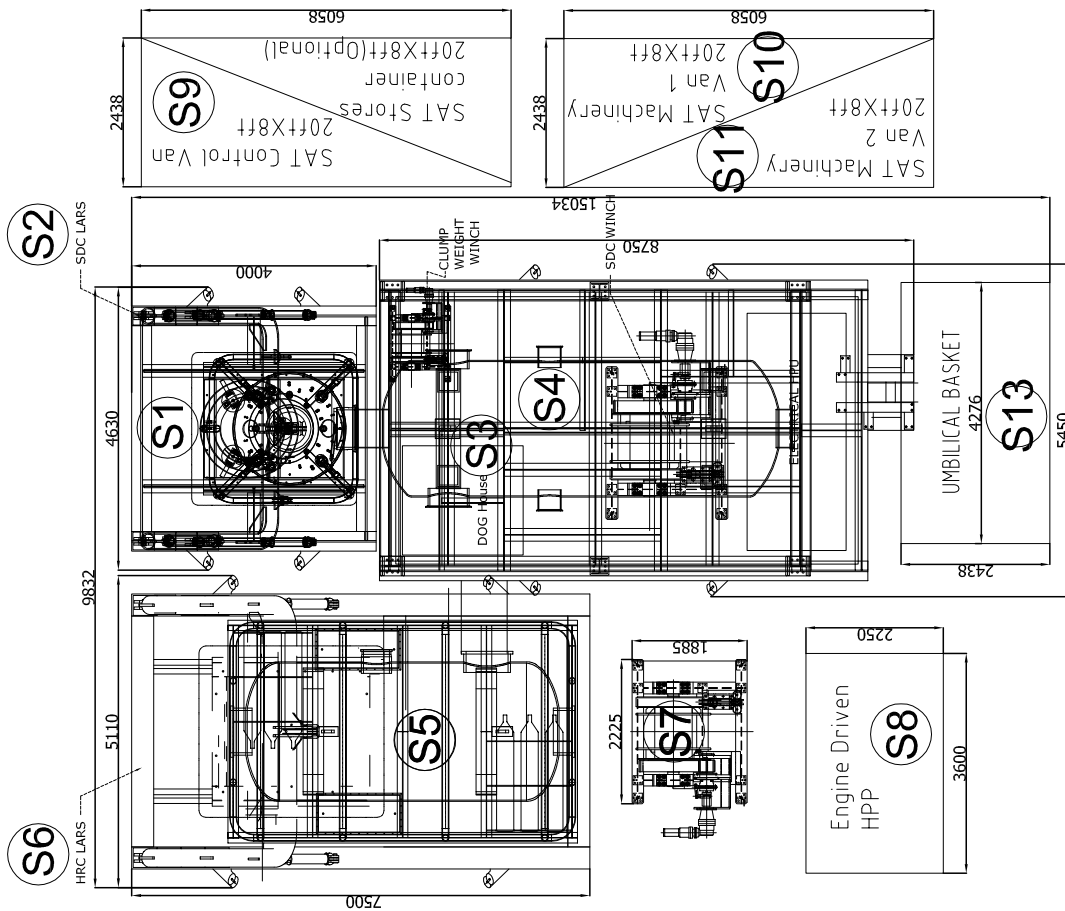 6058
2438
S9
SAT Control Van
20ftX8ft
SAT Stores
container
20ftX8ft(Optional)
6058
2438
S10
SAT Machinery
Van 1
20ftX8ft
S11
SAT Machinery
Van 2
20ftX8ft
15034
S2
SDC LARS
4000
8750
CLUMP
WEIGHT
WINCH
SDC WINCH
4630
S1
S4
S3
DOG House
ELECTRICAL HPU
UMBILICAL BASKET
4276
S13
5450
2438
9832
5110
S6
HRC LARS
S5
7500
1885
2225
S7
2250
Engine Driven
HPP
S8
3600